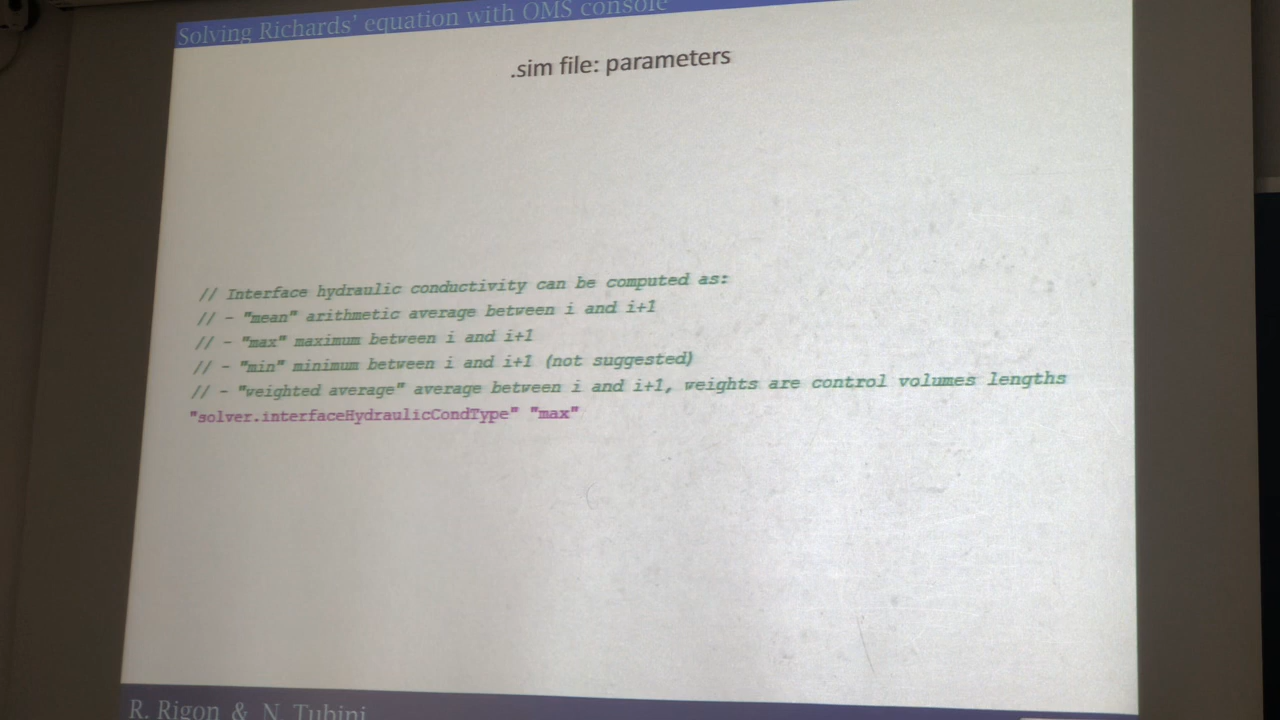 Solving Richards' equation with OMS console
.sim file: parameters
// Interface hydraulic conductivity can be computed as:
// - "mean" arithmetic average between i and i+1
// - "max" maximum between i and i+1
// - "min" minimum between i and i+1 (not suggested)
// - "weighted average" average between i and i+1, weights are control volumes lengths
"solver.interfaceHydraulicCondType" "max"
R. Rigon & N. Tubini